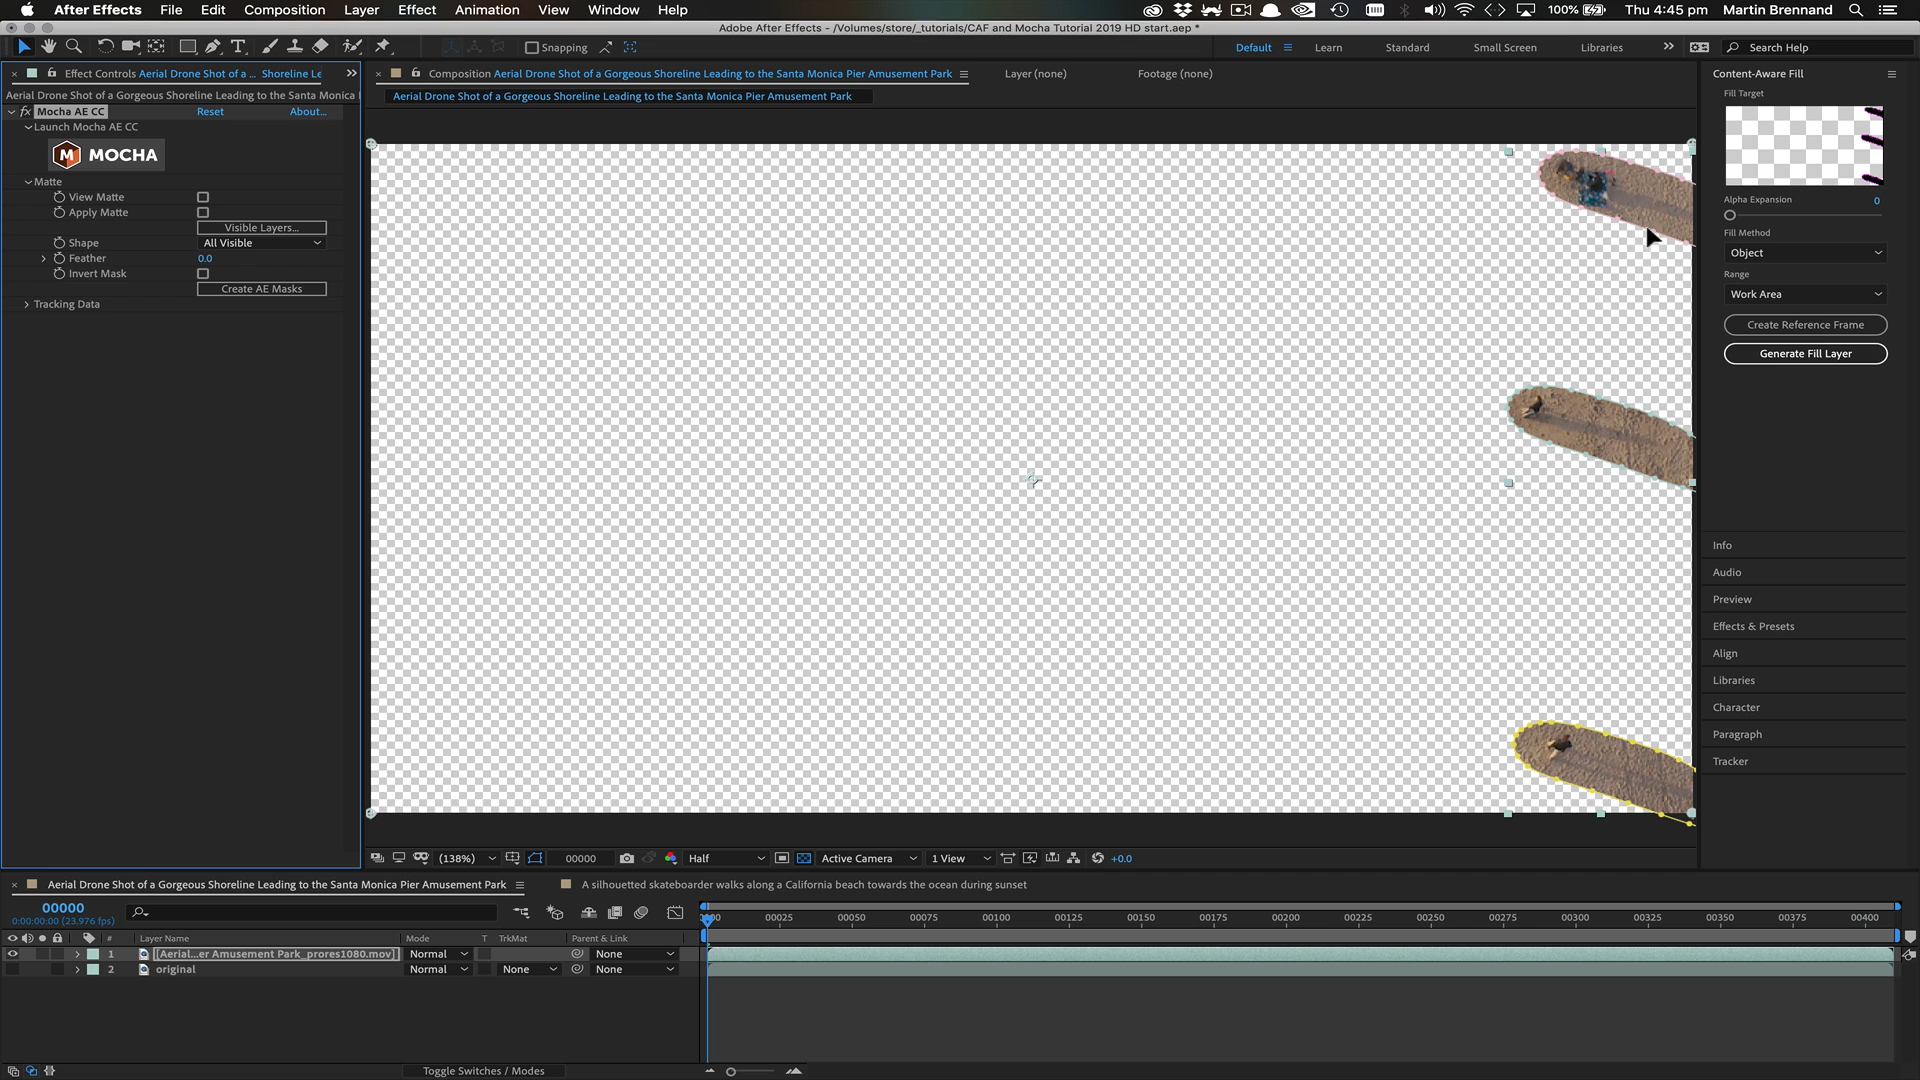 After Effects File Edit Composition Layer Effect Animation View Window Help 100% Thu 4:45 pm Martin Brennand
Adobe After Effects - /Volumes/store/_tutorials/CAF and Mocha Tutorial 2019 HD start.aep *
Snapping Default Learn Standard Small Screen Libraries Search Help
Effect Controls Aerial Drone Shot of a ... Shoreline Le
Composition Aerial Drone Shot of a Gorgeous Shoreline Leading to the Santa Monica Pier Amusement Park
Layer (none)
Footage (none)
Content-Aware Fill
Aerial Drone Shot of a Gorgeous Shoreline Leading to the Santa Monica
Aerial Drone Shot of a Gorgeous Shoreline Leading to the Santa Monica Pier Amusement Park
Fill Target
fx Mocha AE CC Reset About...
Launch Mocha AE CC
M MOCHA
Matte
View Matte
Apply Matte
Visible Layers...
Shape All Visible
Feather 0.0
Invert Mask
Create AE Masks
Tracking Data
Alpha Expansion 0
Fill Method
Object
Range
Work Area
Create Reference Frame
Generate Fill Layer
Info
Audio
Preview
Effects & Presets
Align
Libraries
Character
Paragraph
Tracker
(138%) 00000 Half Active Camera 1 View +0.0
Aerial Drone Shot of a Gorgeous Shoreline Leading to the Santa Monica Pier Amusement Park
A silhouetted skateboarder walks along a California beach towards the ocean during sunset
00000
0:00:00:00 (23.976 fps)
00025 00050 00075 00100 00125 00150 00175 00200 00225 00250 00275 00300 00325 00350 00375 00400
# Layer Name Mode T TrkMat Parent & Link
1 [Aerial...er Amusement Park_prores1080.mov] Normal None
2 original Normal None None
Toggle Switches / Modes